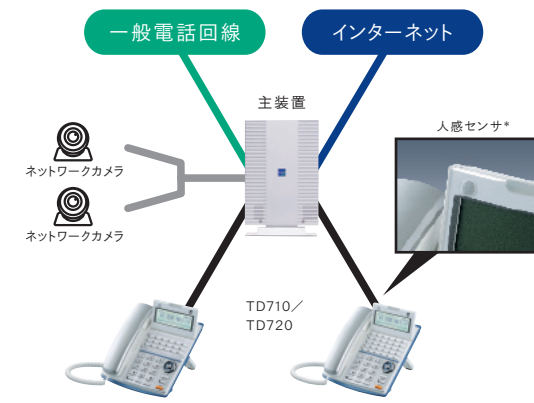 一般電話回線
インターネット
主装置
人感センサ*
ネットワークカメラ
ネットワークカメラ
TD710／
TD720